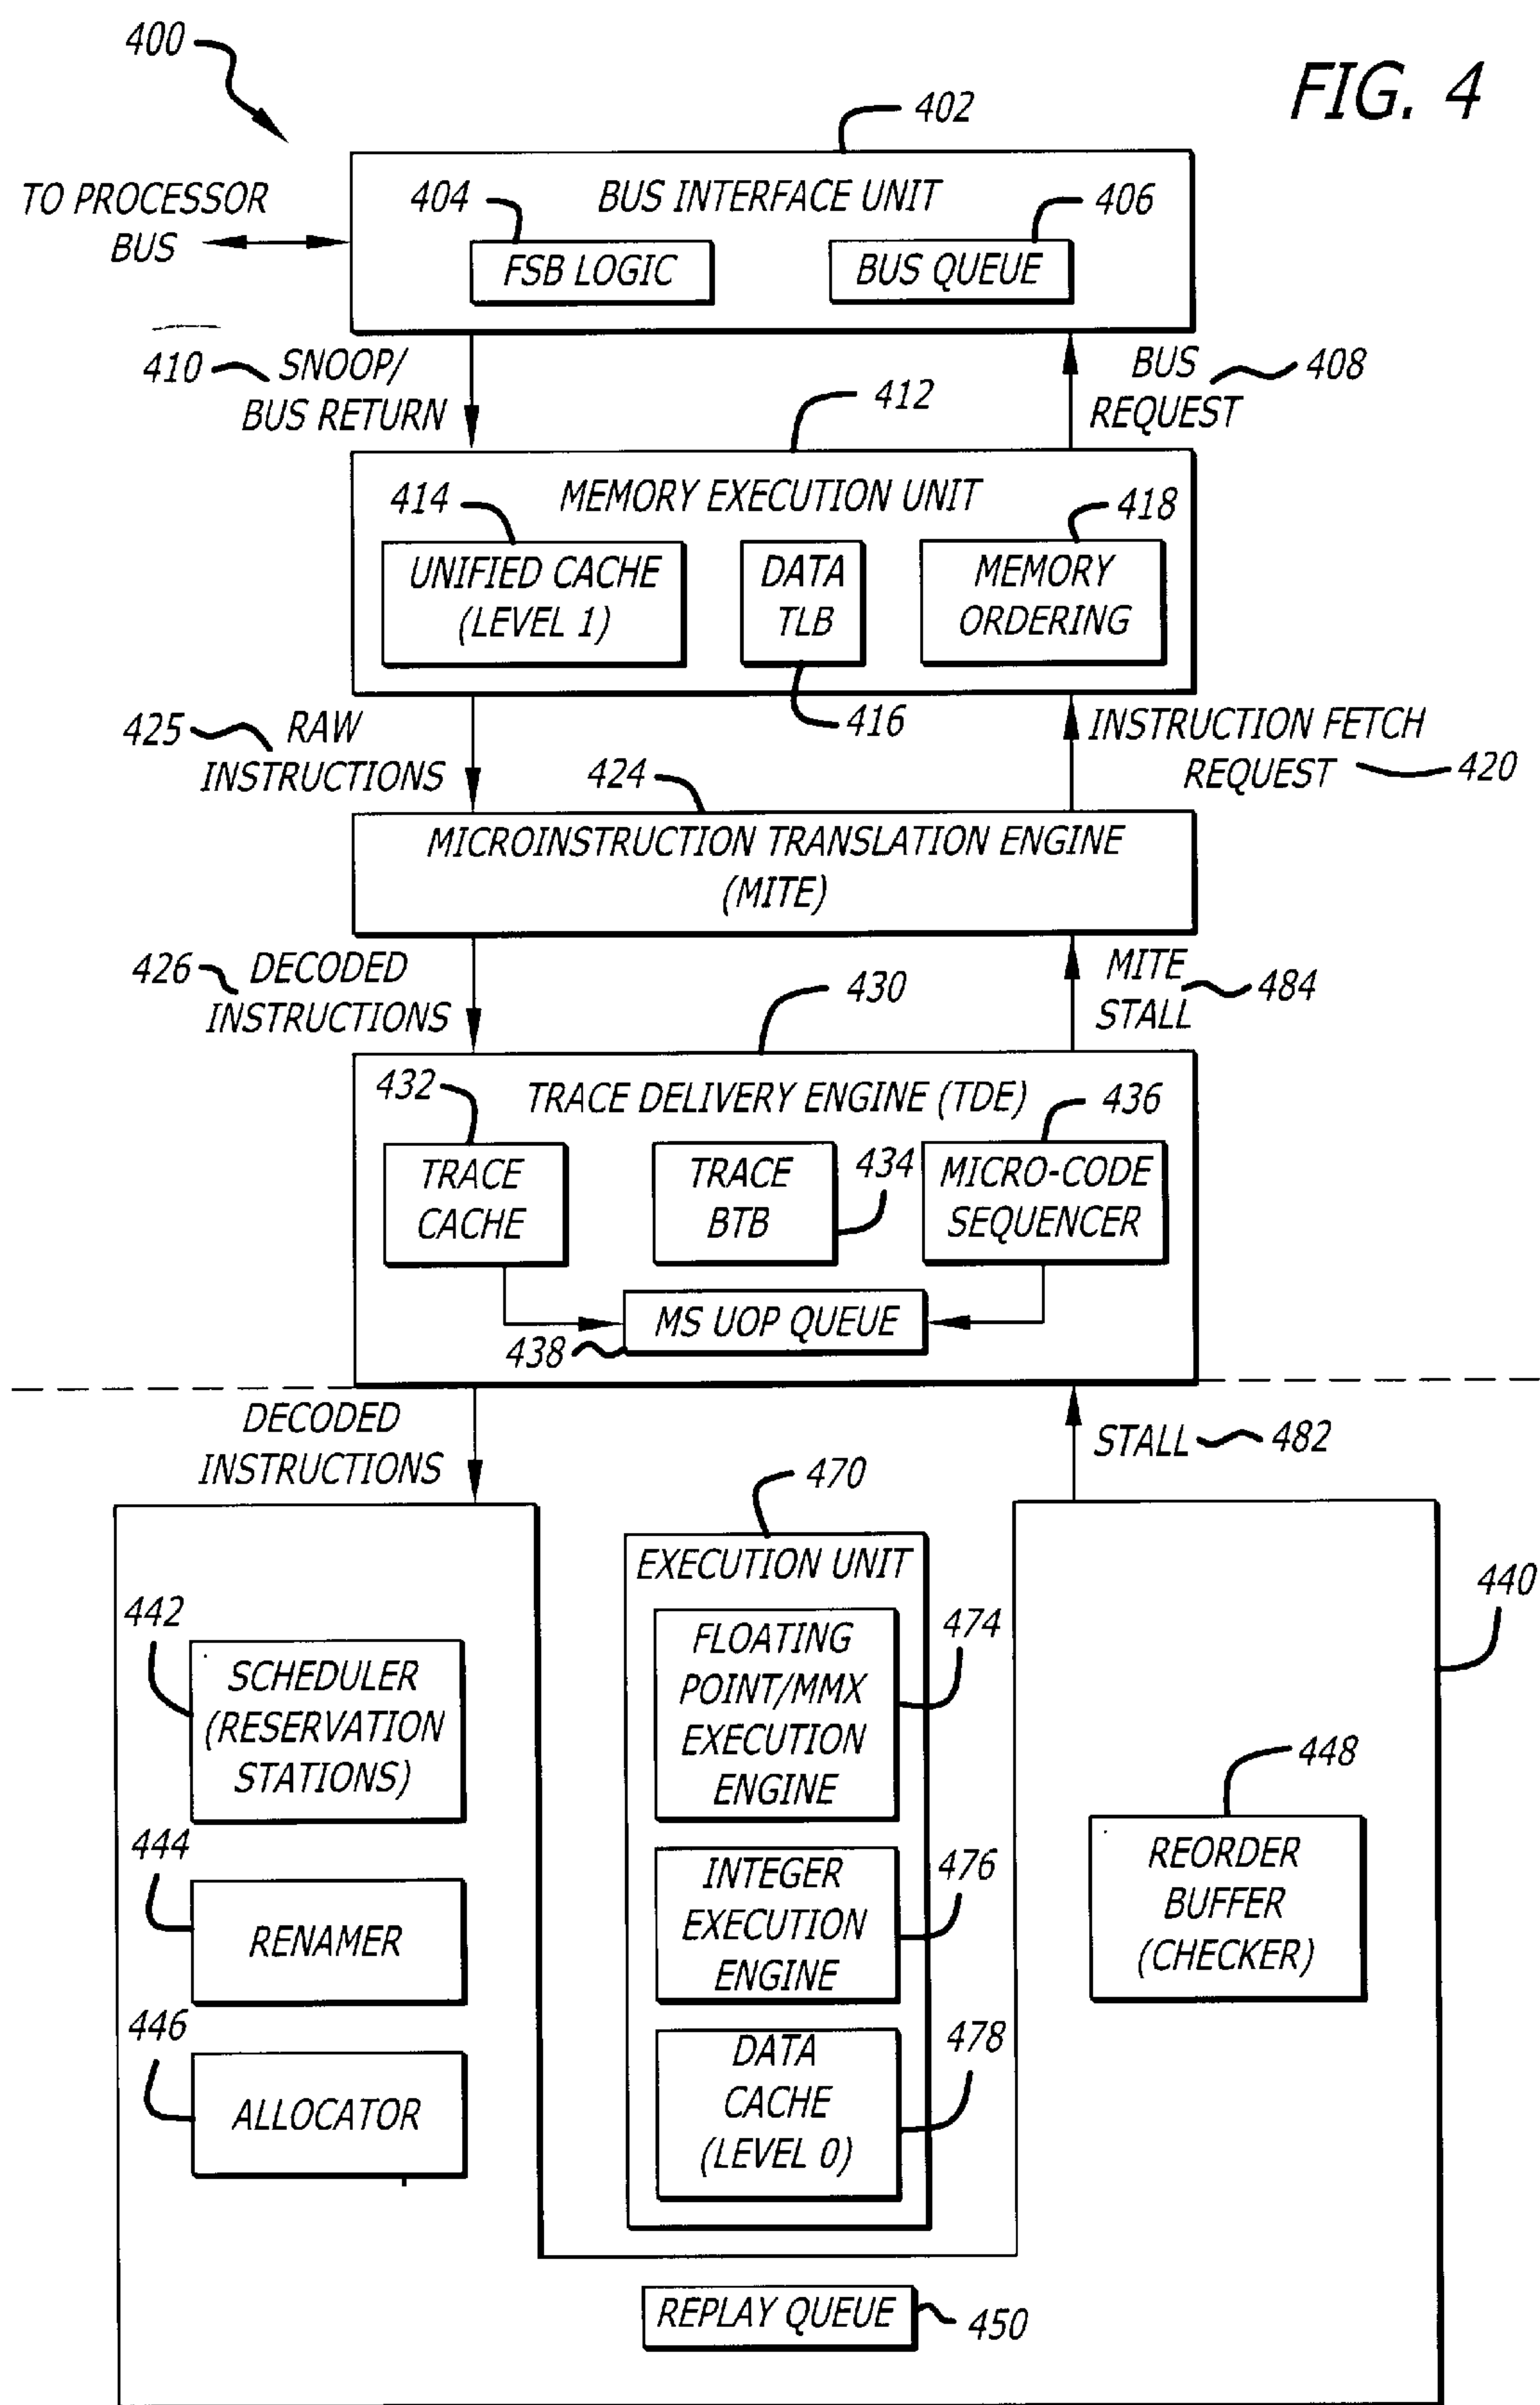 400
FIG. 4
402
TO PROCESSOR
BUS
404
BUS INTERFACE UNIT
406
FSB LOGIC
BUS QUEUE
410
SNOOP/
BUS RETURN
BUS
REQUEST
408
412
414
MEMORY EXECUTION UNIT
418
UNIFIED CACHE
(LEVEL 1)
DATA
TLB
MEMORY
ORDERING
416
425
RAW
INSTRUCTIONS
INSTRUCTION FETCH
REQUEST
420
424
MICROINSTRUCTION TRANSLATION ENGINE
(MITE)
426
DECODED
INSTRUCTIONS
430
MITE
STALL
484
432
TRACE DELIVERY ENGINE (TDE)
436
TRACE
CACHE
TRACE
BTB
434
MICRO-CODE
SEQUENCER
MS UOP QUEUE
438
DECODED
INSTRUCTIONS
STALL
482
470
EXECUTION UNIT
440
442
SCHEDULER
(RESERVATION
STATIONS)
FLOATING
POINT/MMX
EXECUTION
ENGINE
474
448
444
RENAMER
INTEGER
EXECUTION
ENGINE
476
REORDER
BUFFER
(CHECKER)
446
ALLOCATOR
DATA
CACHE
(LEVEL 0)
478
REPLAY QUEUE
450